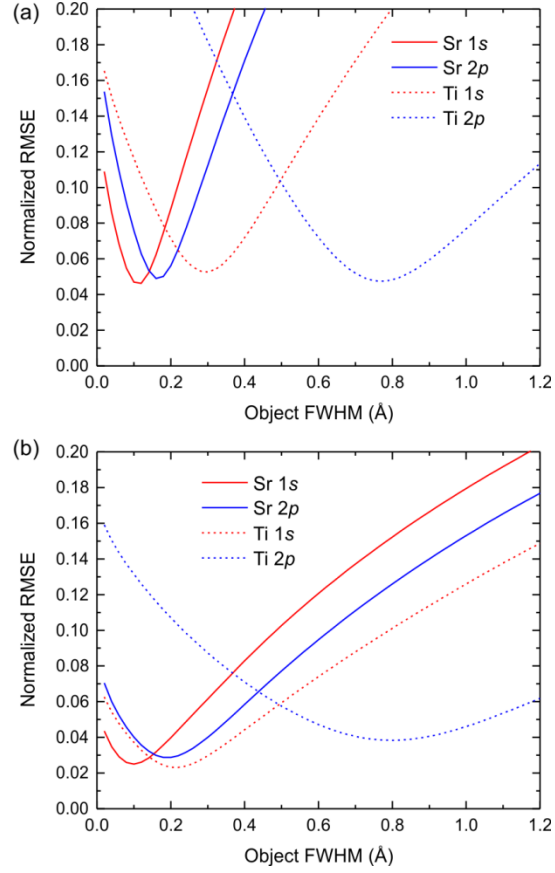 (a)
0.20
0.18
0.16
0.14
0.12
0.10
0.08
0.06
0.04
0.02
0.00
Normalized RMSE
Sr 1s
Sr 2p
Ti 1s
Ti 2p
0.0 0.2 0.4 0.6 0.8 1.0 1.2
Object FWHM (Å)
(b)
0.20
0.18
0.16
0.14
0.12
0.10
0.08
0.06
0.04
0.02
0.00
Normalized RMSE
Sr 1s
Sr 2p
Ti 1s
Ti 2p
0.0 0.2 0.4 0.6 0.8 1.0 1.2
Object FWHM (Å)